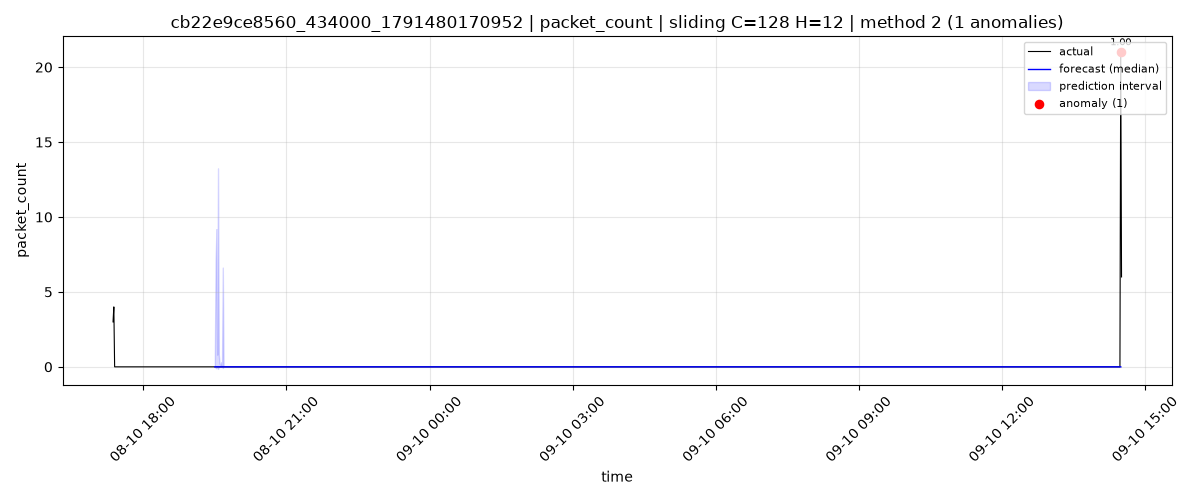 cb22e9ce8560_434000_1791480170952 | packet_count | sliding C=128 H=12 | method 2 (1 anomalies)
1.00
actual
forecast (median)
prediction interval
anomaly (1)
packet_count
20
15
10
5
0
08-10 18:00
08-10 21:00
09-10 00:00
09-10 03:00
09-10 06:00
09-10 09:00
09-10 12:00
09-10 15:00
time